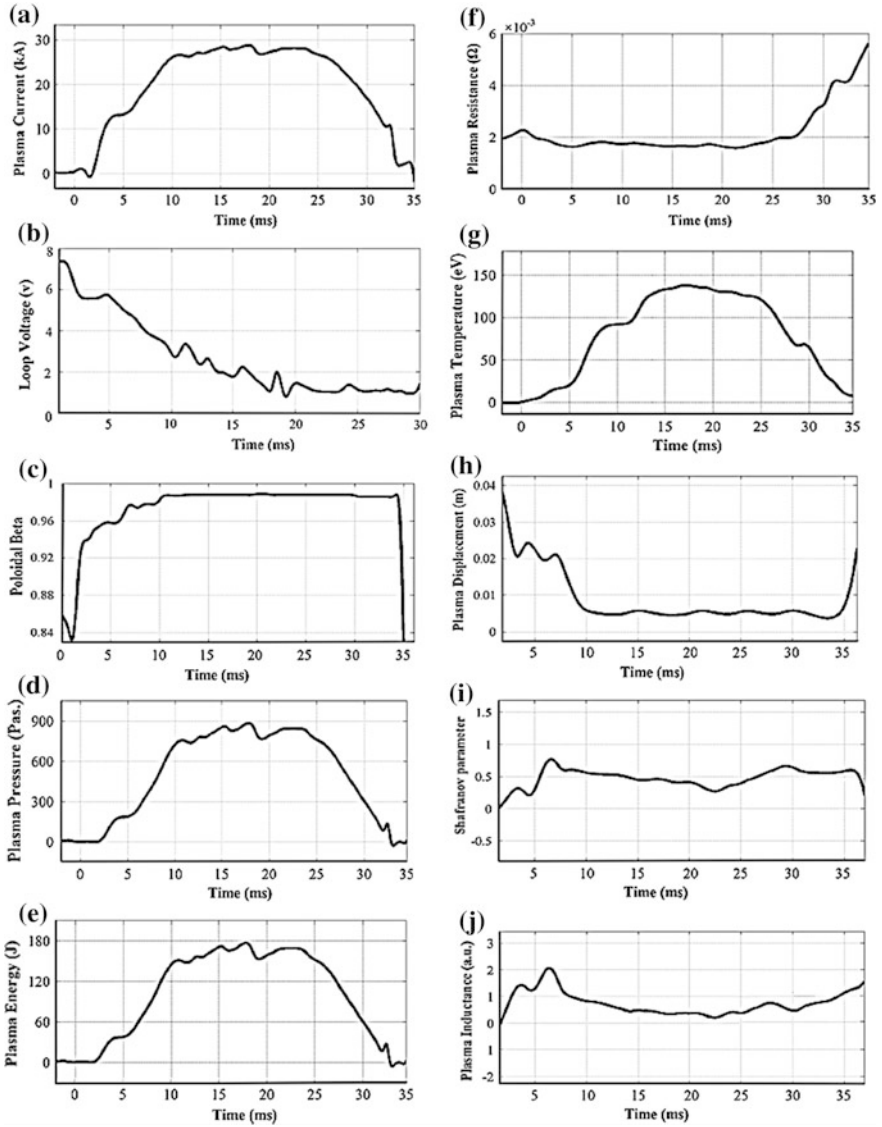 (a)
Plasma Current (kA)
30
20
10
0
0 5 10 15 20 25 30 35
Time (ms)
(b)
Loop Voltage (v)
8
6
4
2
0
5 10 15 20 25 30
Time (ms)
(c)
Poloidal Beta
1
0.96
0.92
0.88
0.84
0 5 10 15 20 25 30 35
Time (ms)
(d)
Plasma Pressure (Pas.)
900
600
300
0
0 5 10 15 20 25 30 35
Time (ms)
(e)
Plasma Energy (J)
180
120
60
0
0 5 10 15 20 25 30 35
Time (ms)
(f)
×10⁻³
Plasma Resistance (Ω)
6
4
2
0
0 5 10 15 20 25 30 35
Time (ms)
(g)
Plasma Temperature (eV)
150
100
50
0
0 5 10 15 20 25 30 35
Time (ms)
(h)
Plasma Displacement (m)
0.04
0.03
0.02
0.01
0
5 10 15 20 25 30 35
Time (ms)
(i)
Shafranov parameter
1.5
1
0.5
0
-0.5
5 10 15 20 25 30 35
Time (ms)
(j)
Plasma Inductance (a.u.)
3
2
1
0
1
-2
5 10 15 20 25 30 35
Time (ms)